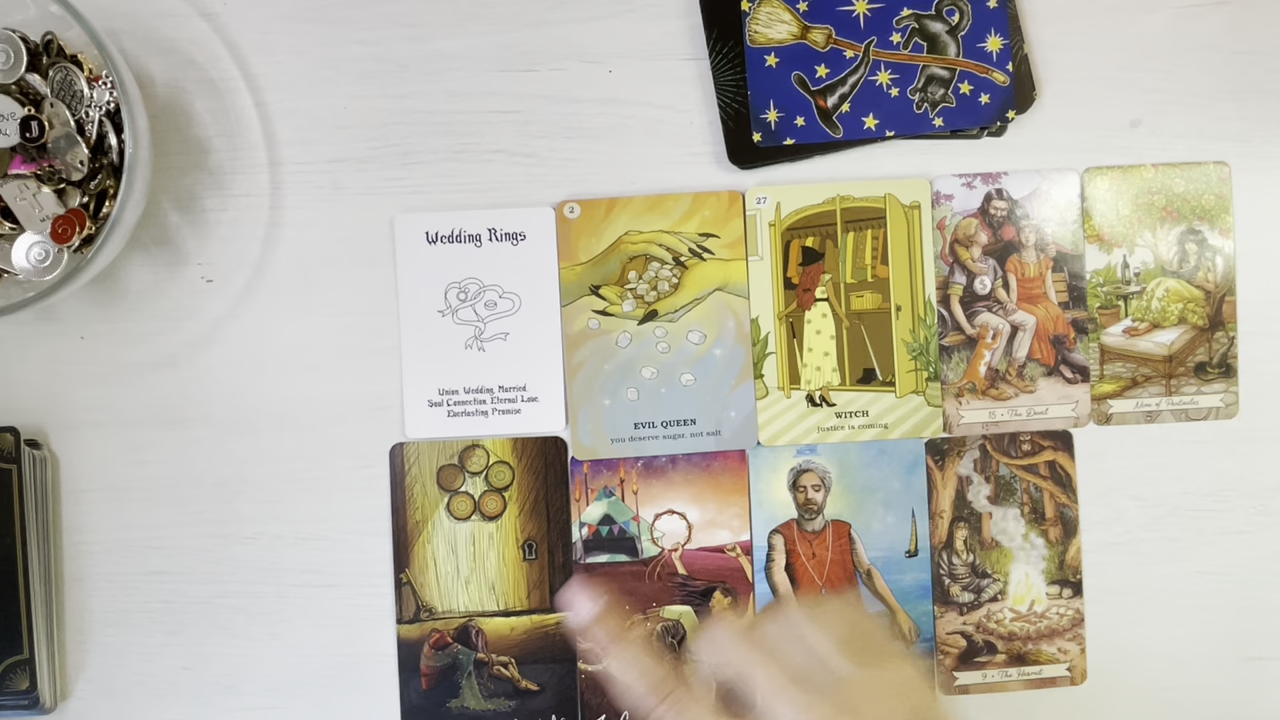 Wedding Rings
Union, Wedding, Married,
Soul Connection, Eternal Love,
Everlasting Promise
2
EVIL QUEEN
you deserve sugar, not salt
27
WITCH
justice is coming
$
15 • The Devil
Nine of Pentacles
9 • The Hermit
J